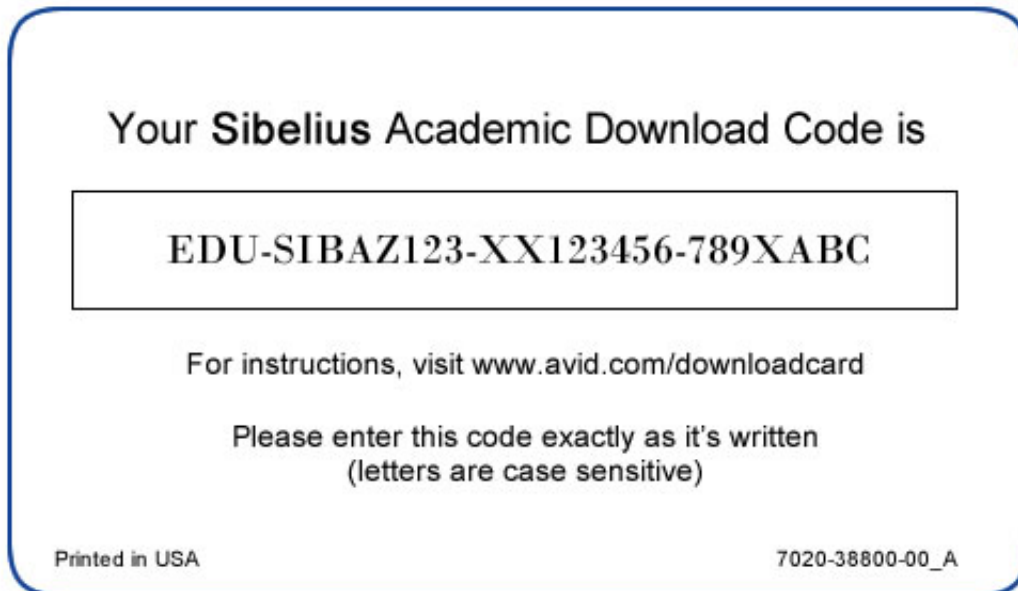 Your Sibelius Academic Download Code is
EDU-SIBAZ123-XX123456-789XABC
For instructions, visit www.avid.com/downloadcard
Please enter this code exactly as it's written
(letters are case sensitive)
Printed in USA 7020-38800-00_A